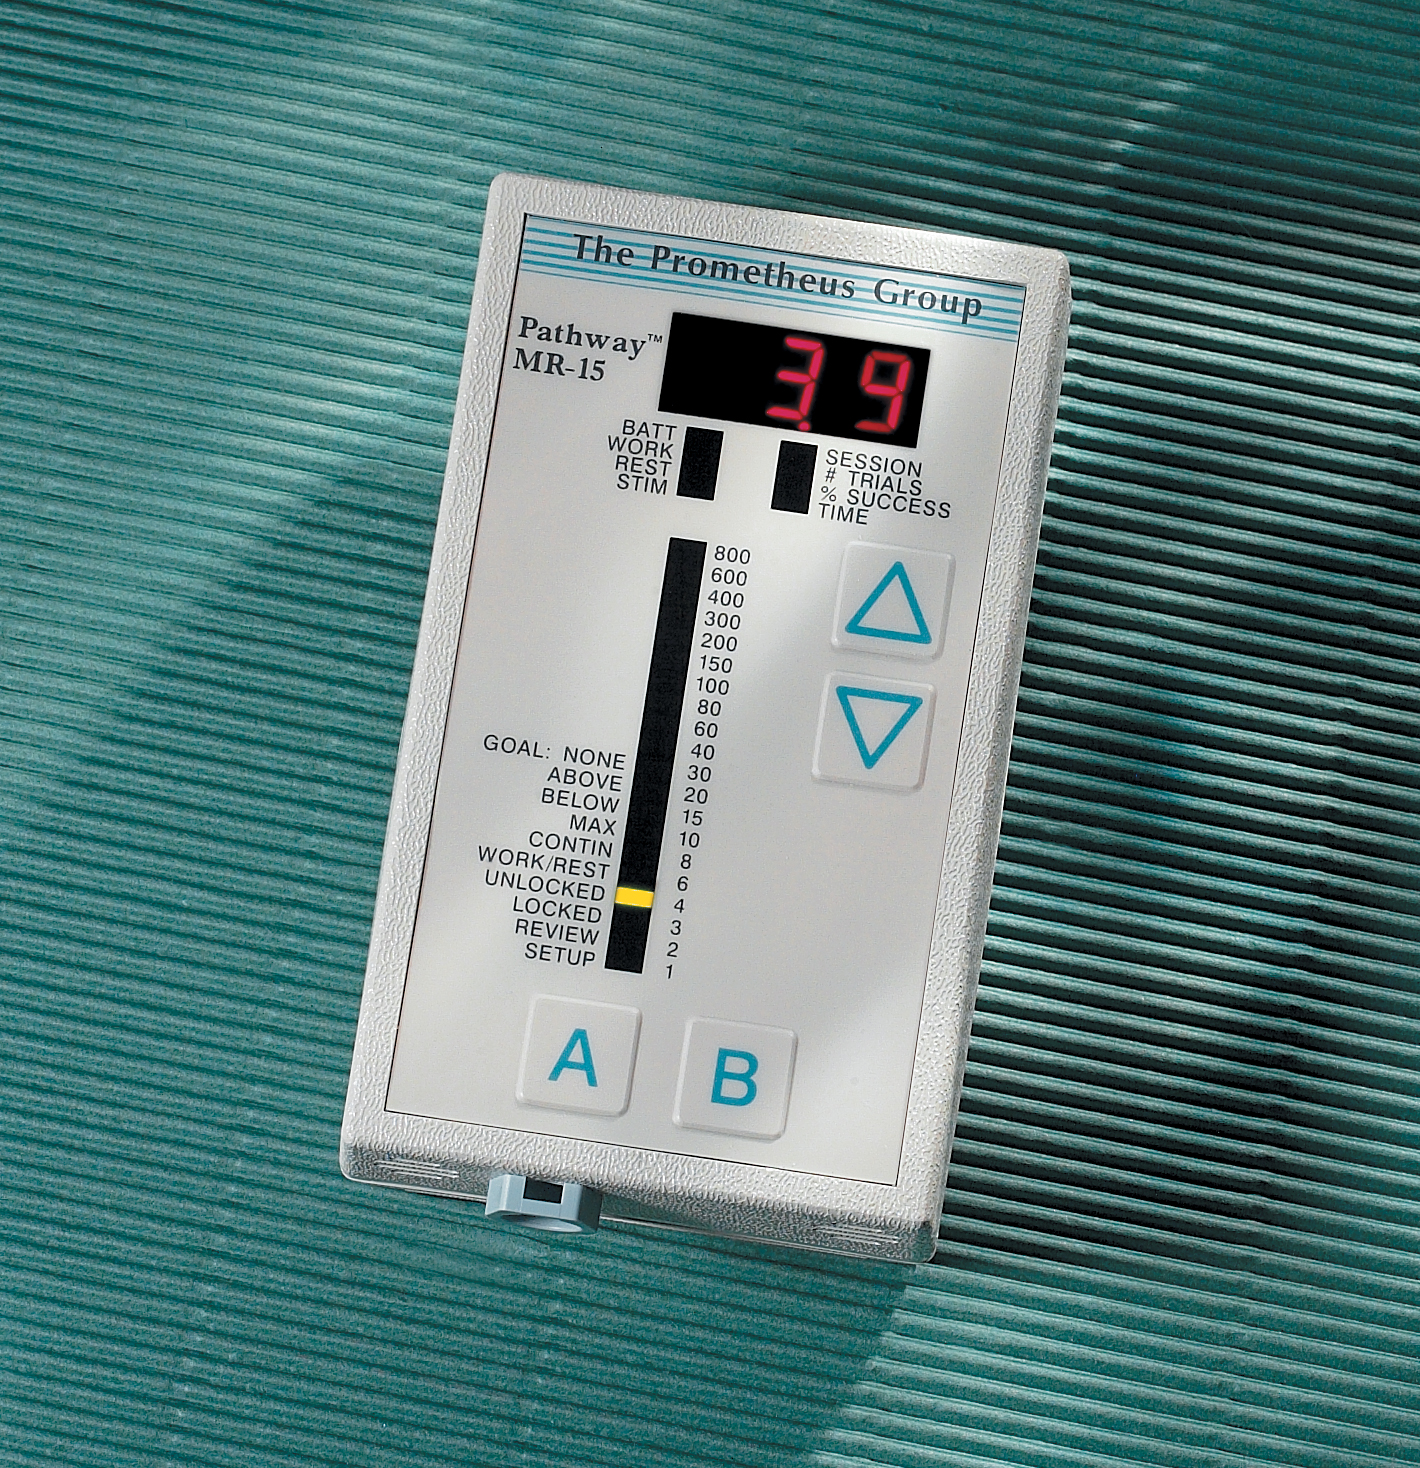 The Prometheus Group
Pathway™
MR-15
3.9
BATT
WORK
REST
STIM
SESSION
# TRIALS
% SUCCESS
TIME
800
600
400
300
200
150
100
80
60
40
30
20
15
10
8
6
4
3
2
1
GOAL: NONE
ABOVE
BELOW
MAX
CONTIN
WORK/REST
UNLOCKED
LOCKED
REVIEW
SETUP
A
B